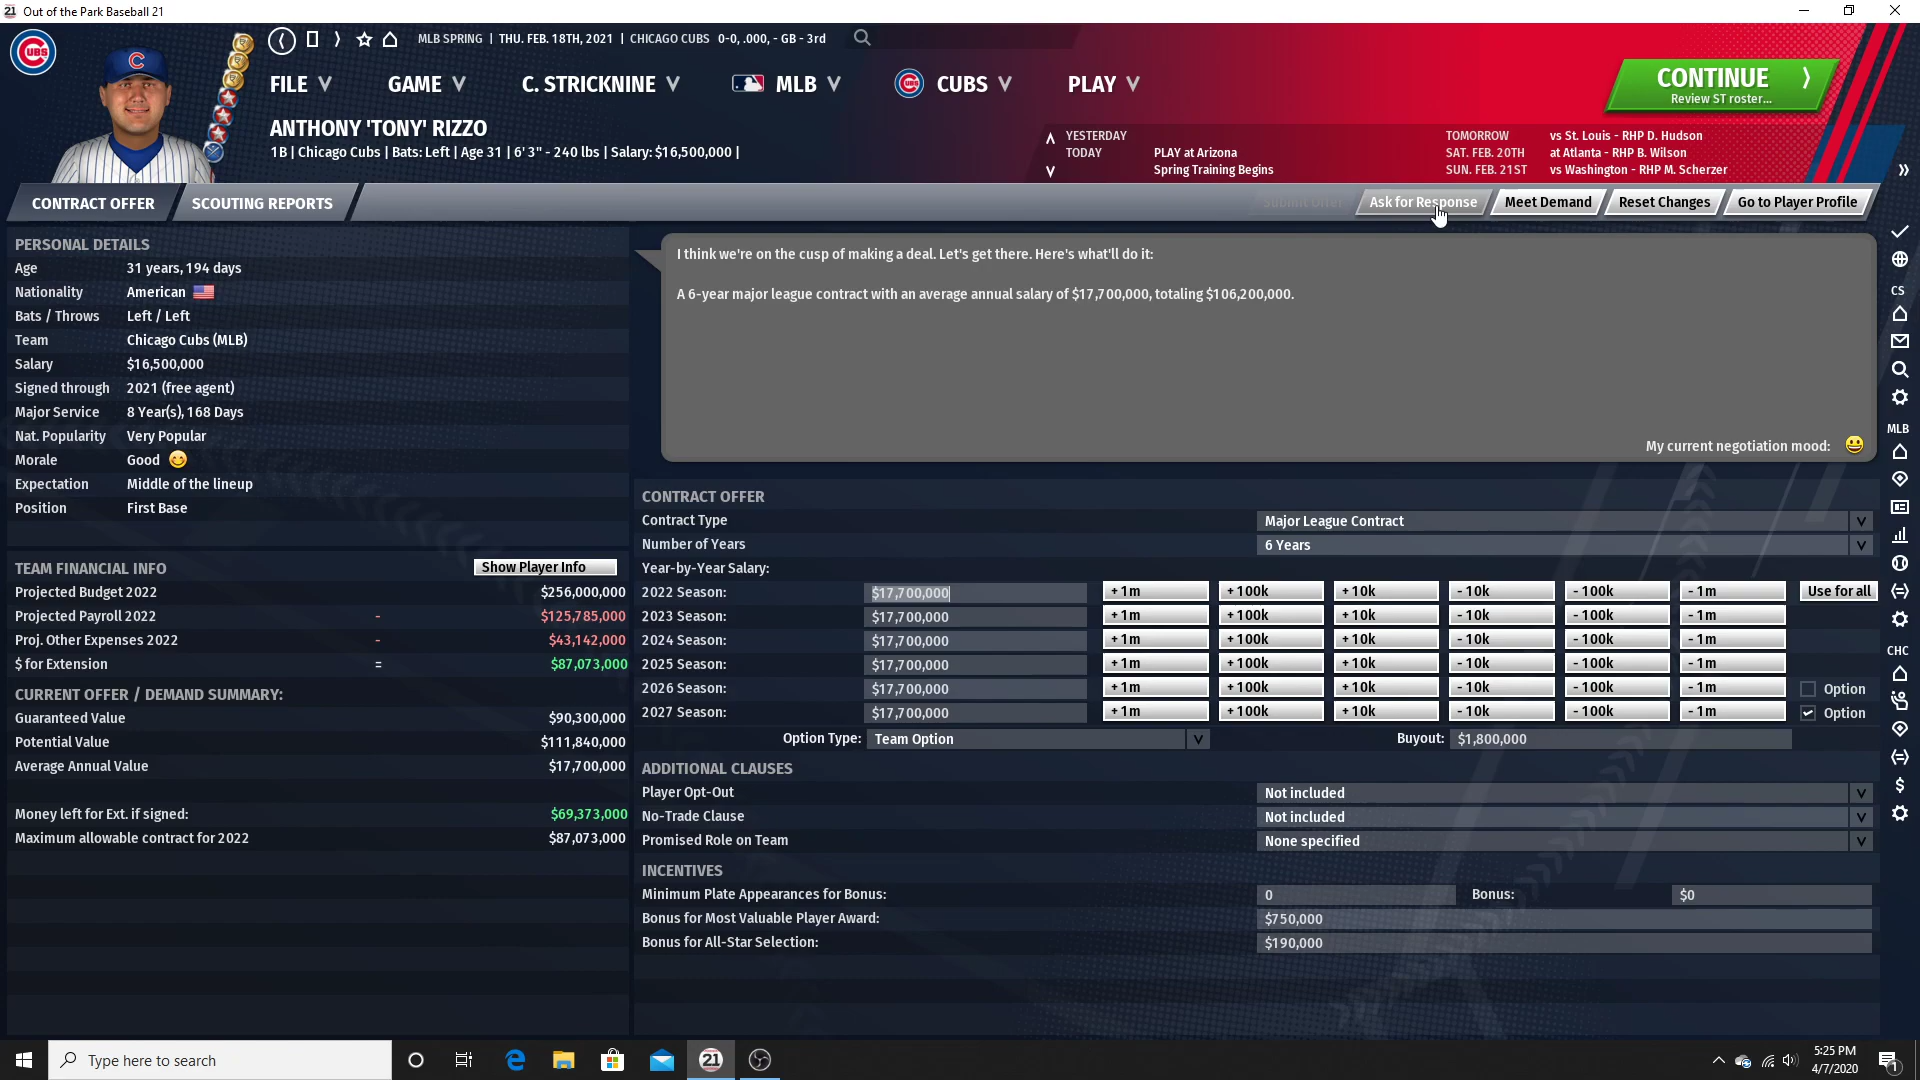 Out of the Park Baseball 21
MLB SPRING | THU. FEB. 18TH, 2021 | CHICAGO CUBS 0-0, .000, - GB - 3rd
FILE GAME C. STRICKNINE MLB CUBS PLAY
CONTINUE
Review ST roster...
ANTHONY 'TONY' RIZZO
1B | Chicago Cubs | Bats: Left | Age 31 | 6' 3" - 240 lbs | Salary: $16,500,000 |
YESTERDAY
TODAY PLAY at Arizona
Spring Training Begins
TOMORROW vs St. Louis - RHP D. Hudson
SAT. FEB. 20TH at Atlanta - RHP B. Wilson
SUN. FEB. 21ST vs Washington - RHP M. Scherzer
CONTRACT OFFER SCOUTING REPORTS
Submit Offer Ask for Response Meet Demand Reset Changes Go to Player Profile
PERSONAL DETAILS
Age 31 years, 194 days
Nationality American
Bats / Throws Left / Left
Team Chicago Cubs (MLB)
Salary $16,500,000
Signed through 2021 (free agent)
Major Service 8 Year(s), 168 Days
Nat. Popularity Very Popular
Morale Good
Expectation Middle of the lineup
Position First Base
I think we're on the cusp of making a deal. Let's get there. Here's what'll do it:
A 6-year major league contract with an average annual salary of $17,700,000, totaling $106,200,000.
My current negotiation mood:
TEAM FINANCIAL INFO Show Player Info
Projected Budget 2022 $256,000,000
Projected Payroll 2022 - $125,785,000
Proj. Other Expenses 2022 - $43,142,000
$ for Extension = $87,073,000
CURRENT OFFER / DEMAND SUMMARY:
Guaranteed Value $90,300,000
Potential Value $111,840,000
Average Annual Value $17,700,000
Money left for Ext. if signed: $69,373,000
Maximum allowable contract for 2022 $87,073,000
CONTRACT OFFER
Contract Type Major League Contract
Number of Years 6 Years
Year-by-Year Salary:
2022 Season: $17,700,000 + 1m + 100k + 10k - 10k - 100k - 1m Use for all
2023 Season: $17,700,000 + 1m + 100k + 10k - 10k - 100k - 1m
2024 Season: $17,700,000 + 1m + 100k + 10k - 10k - 100k - 1m
2025 Season: $17,700,000 + 1m + 100k + 10k - 10k - 100k - 1m
2026 Season: $17,700,000 + 1m + 100k + 10k - 10k - 100k - 1m Option
2027 Season: $17,700,000 + 1m + 100k + 10k - 10k - 100k - 1m Option
Option Type: Team Option Buyout: $1,800,000
ADDITIONAL CLAUSES
Player Opt-Out Not included
No-Trade Clause Not included
Promised Role on Team None specified
INCENTIVES
Minimum Plate Appearances for Bonus: 0 Bonus: $0
Bonus for Most Valuable Player Award: $750,000
Bonus for All-Star Selection: $190,000
CS
MLB
CHC
Type here to search
21
5:25 PM
4/7/2020
1